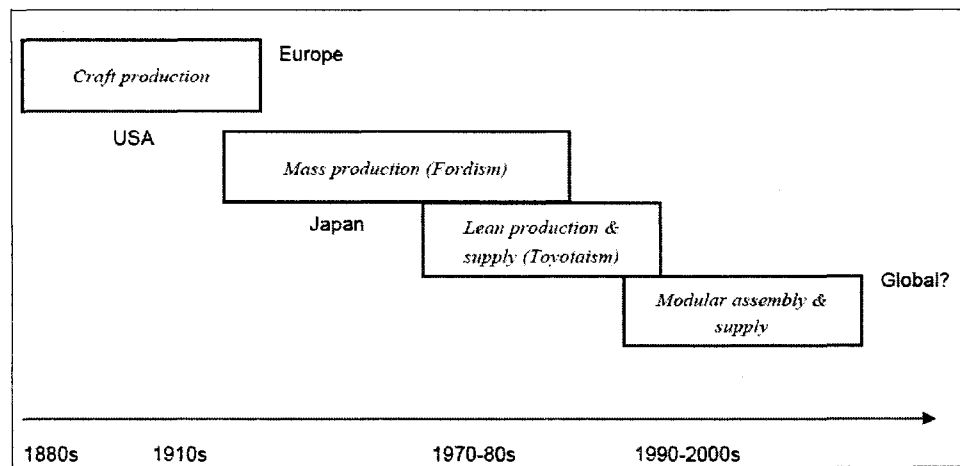 Europe
Craft production
USA
Mass production (Fordism)
Japan
Lean production &
supply (Toyotaism)
Global?
Modular assembly &
supply
1880s 1910s 1970-80s 1990-2000s